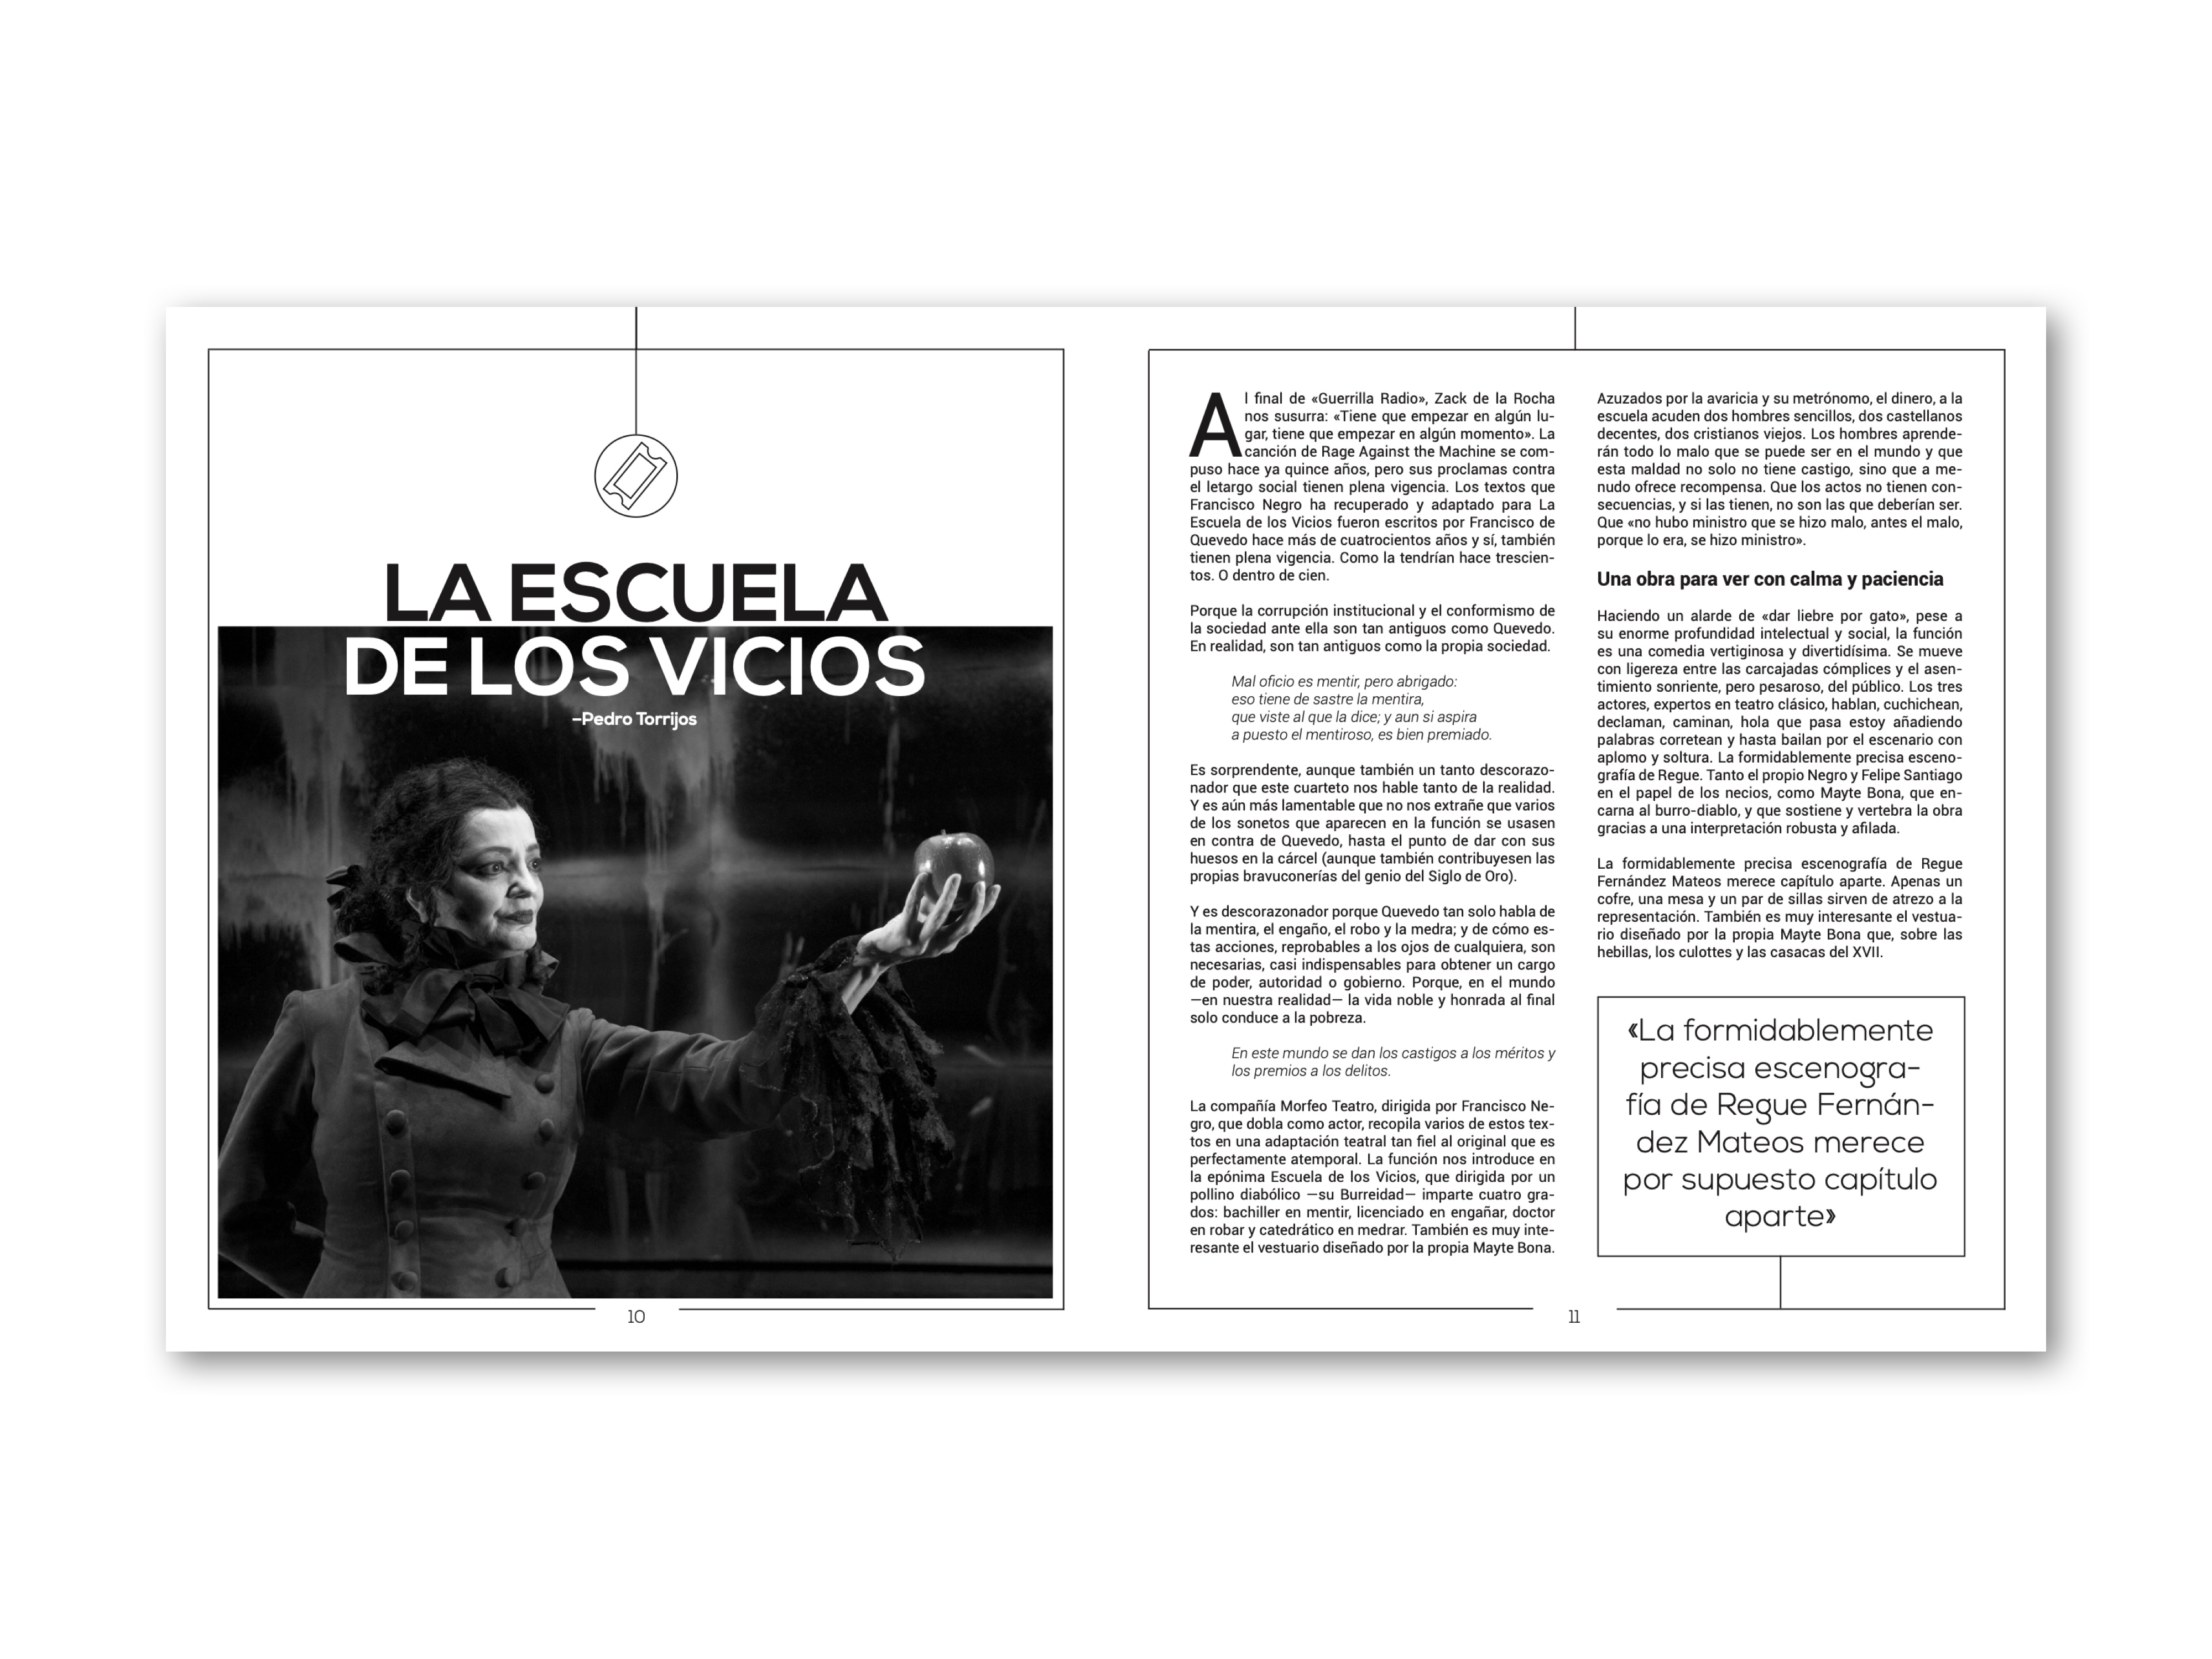 LA ESCUELA
DE LOS VICIOS
–Pedro Torrijos
10
Al final de «Guerrilla Radio», Zack de la Rocha
nos susurra: «Tiene que empezar en algún lu-
gar, tiene que empezar en algún momento». La
canción de Rage Against the Machine se com-
puso hace ya quince años, pero sus proclamas contra
el letargo social tienen plena vigencia. Los textos que
Francisco Negro ha recuperado y adaptado para La
Escuela de los Vicios fueron escritos por Francisco de
Quevedo hace más de cuatrocientos años y sí, también
tienen plena vigencia. Como la tendrían hace trescien-
tos. O dentro de cien.
Porque la corrupción institucional y el conformismo de
la sociedad ante ella son tan antiguos como Quevedo.
En realidad, son tan antiguos como la propia sociedad.
Mal oficio es mentir, pero abrigado:
eso tiene de sastre la mentira,
que viste al que la dice; y aun si aspira
a puesto el mentiroso, es bien premiado.
Es sorprendente, aunque también un tanto descorazo-
nador que este cuarteto nos hable tanto de la realidad.
Y es aún más lamentable que no nos extrañe que varios
de los sonetos que aparecen en la función se usasen
en contra de Quevedo, hasta el punto de dar con sus
huesos en la cárcel (aunque también contribuyesen las
propias bravuconerías del genio del Siglo de Oro).
Y es descorazonador porque Quevedo tan solo habla de
la mentira, el engaño, el robo y la medra; y de cómo es-
tas acciones, reprobables a los ojos de cualquiera, son
necesarias, casi indispensables para obtener un cargo
de poder, autoridad o gobierno. Porque, en el mundo
—en nuestra realidad— la vida noble y honrada al final
solo conduce a la pobreza.
En este mundo se dan los castigos a los méritos y
los premios a los delitos.
La compañía Morfeo Teatro, dirigida por Francisco Ne-
gro, que dobla como actor, recopila varios de estos tex-
tos en una adaptación teatral tan fiel al original que es
perfectamente atemporal. La función nos introduce en
la epónima Escuela de los Vicios, que dirigida por un
pollino diabólico —su Burreidad— imparte cuatro gra-
dos: bachiller en mentir, licenciado en engañar, doctor
en robar y catedrático en medrar. También es muy inte-
resante el vestuario diseñado por la propia Mayte Bona.
Azuzados por la avaricia y su metrónomo, el dinero, a la
escuela acuden dos hombres sencillos, dos castellanos
decentes, dos cristianos viejos. Los hombres aprende-
rán todo lo malo que se puede ser en el mundo y que
esta maldad no solo no tiene castigo, sino que a me-
nudo ofrece recompensa. Que los actos no tienen con-
secuencias, y si las tienen, no son las que deberían ser.
Que «no hubo ministro que se hizo malo, antes el malo,
porque lo era, se hizo ministro».
Una obra para ver con calma y paciencia
Haciendo un alarde de «dar liebre por gato», pese a
su enorme profundidad intelectual y social, la función
es una comedia vertiginosa y divertidísima. Se mueve
con ligereza entre las carcajadas cómplices y el asen-
timiento sonriente, pero pesaroso, del público. Los tres
actores, expertos en teatro clásico, hablan, cuchichean,
declaman, caminan, hola que pasa estoy añadiendo
palabras corretean y hasta bailan por el escenario con
aplomo y soltura. La formidablemente precisa esceno-
grafía de Regue. Tanto el propio Negro y Felipe Santiago
en el papel de los necios, como Mayte Bona, que en-
carna al burro-diablo, y que sostiene y vertebra la obra
gracias a una interpretación robusta y afilada.
La formidablemente precisa escenografía de Regue
Fernández Mateos merece capítulo aparte. Apenas un
cofre, una mesa y un par de sillas sirven de atrezo a la
representación. También es muy interesante el vestua-
rio diseñado por la propia Mayte Bona que, sobre las
hebillas, los culottes y las casacas del XVII.
«La formidablemente
precisa escenogra-
fía de Regue Fernán-
dez Mateos merece
por supuesto capítulo
aparte»
11